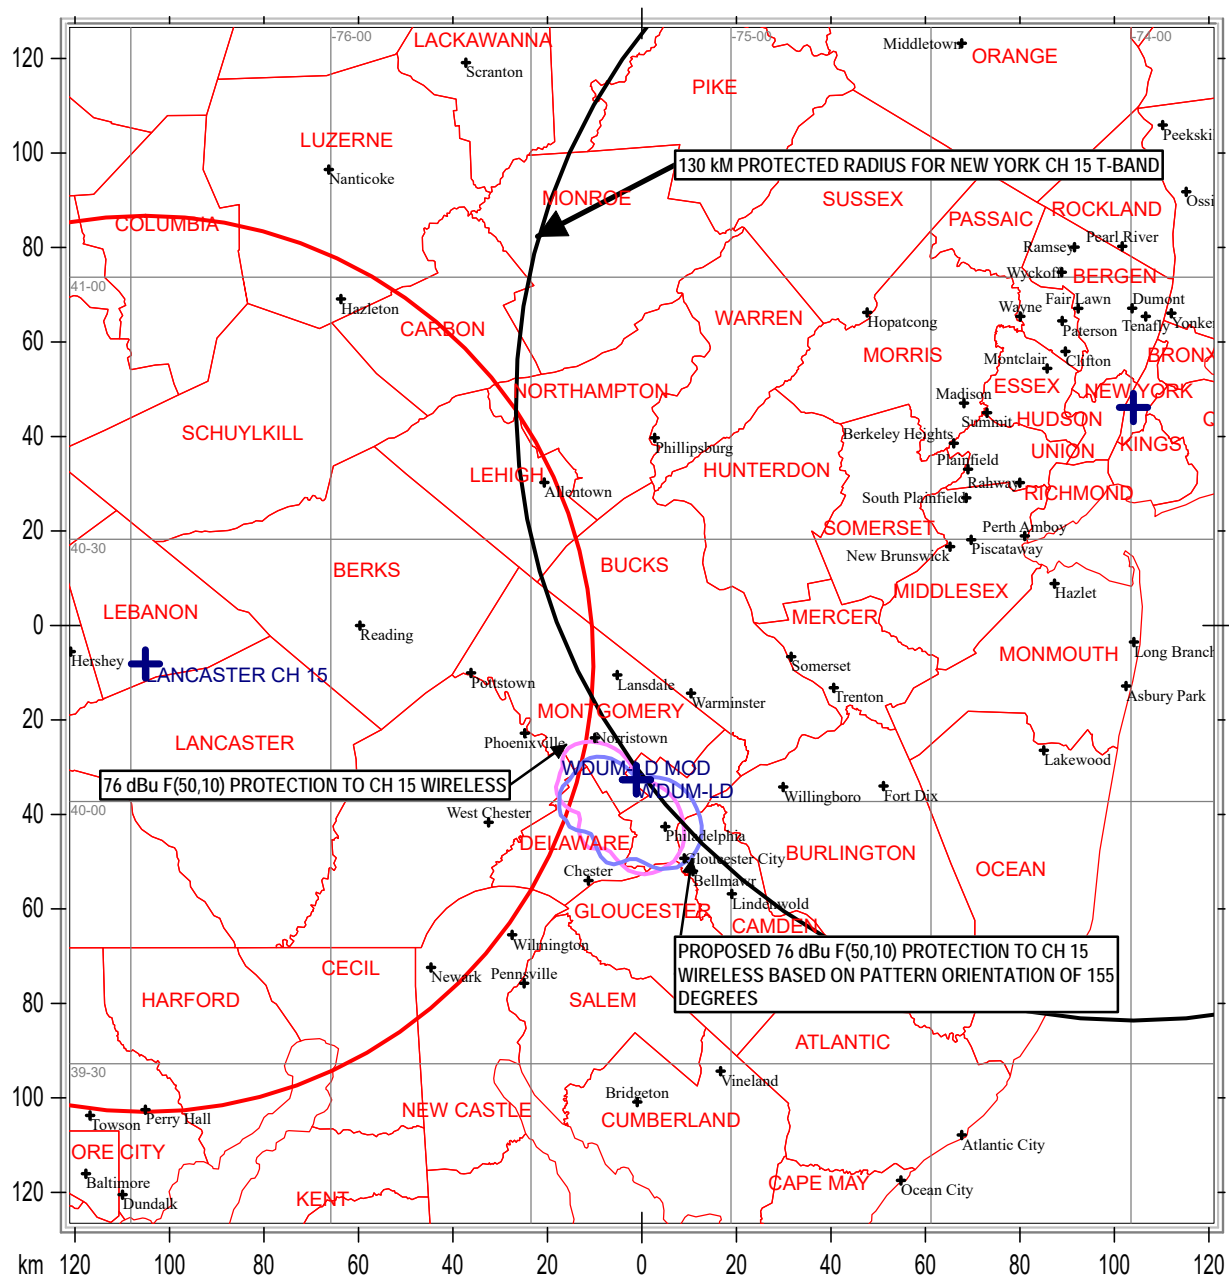 120
100
80
60
40
20
0
20
40
60
80
100
120
km
120
100
80
60
40
20
0
20
40
60
80
100
120
-76-00
-75-00
-74-00
41-00
40-30
40-00
39-30
LACKAWANNA
Scranton
Middletown
ORANGE
PIKE
LUZERNE
Nanticoke
Peekski
130 kM PROTECTED RADIUS FOR NEW YORK CH 15 T-BAND
MONROE
SUSSEX
Ossi
COLUMBIA
PASSAIC
ROCKLAND
Ramsey
Pearl River
Wyckoff
BERGEN
Hazleton
CARBON
WARREN
Hopatcong
Wayne
Fair Lawn
Dumont
Paterson
Tenafly
Yonke
MORRIS
Montclair
Clifton
BRONX
NORTHAMPTON
ESSEX
NEW YORK
Madison
Summit
HUDSON
Q
SCHUYLKILL
Phillipsburg
Berkeley Heights
UNION
KINGS
LEHIGH
Allentown
HUNTERDON
Plainfield
Rahway
South Plainfield
RICHMOND
SOMERSET
Perth Amboy
New Brunswick
Piscataway
BERKS
BUCKS
MIDDLESEX
Hazlet
LEBANON
MERCER
Reading
Hershey
LANCASTER CH 15
Pottstown
Lansdale
Warminster
Somerset
Trenton
MONMOUTH
Long Branch
Asbury Park
MONTGOMERY
LANCASTER
Phoenixville
Norristown
Lakewood
76 dBu F(50,10) PROTECTION TO CH 15 WIRELESS
WDUM-LD MOD
WDUM-LD
Willingboro
Fort Dix
West Chester
Philadelphia
DELAWARE
Gloucester City
BURLINGTON
OCEAN
Chester
Bellmawr
Lindenwold
GLOUCESTER
CAMDEN
Wilmington
PROPOSED 76 dBu F(50,10) PROTECTION TO CH 15
WIRELESS BASED ON PATTERN ORIENTATION OF 155
DEGREES
CECIL
Newark
Pennsville
HARFORD
SALEM
ATLANTIC
Vineland
Bridgeton
NEW CASTLE
CUMBERLAND
Towson
Perry Hall
Atlantic City
ORE CITY
Baltimore
Dundalk
KENT
CAPE MAY
Ocean City